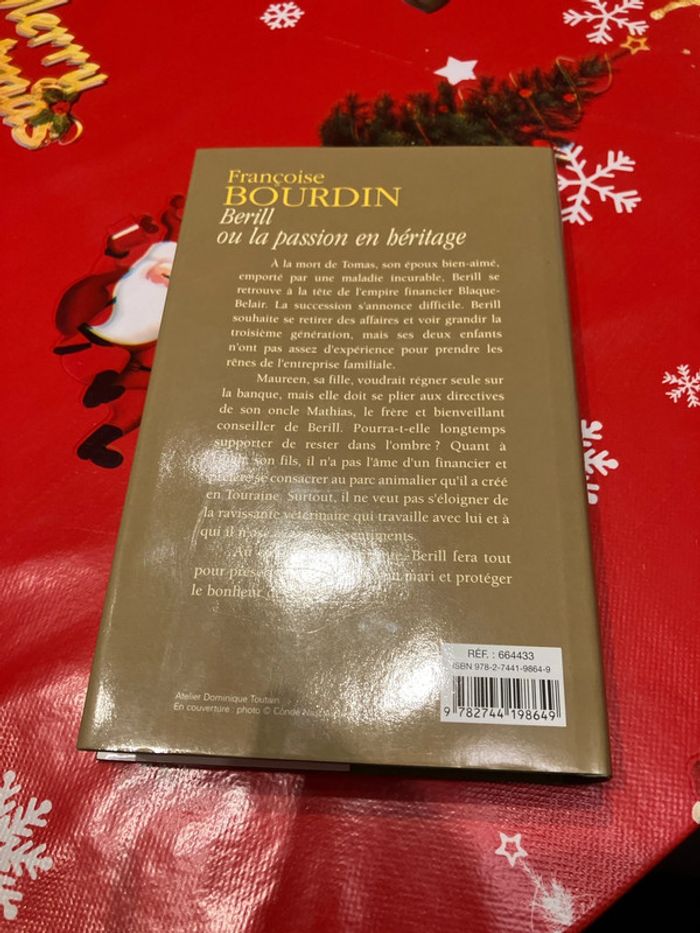 Merry
Françoise
BOURDIN
Berill
ou la passion en héritage
À la mort de Tomas, son époux bien-aimé,
emporté par une maladie incurable, Berill se
retrouve à la tête de l'empire financier Blaque-
Belair. La succession s'annonce difficile. Berill
souhaite se retirer des affaires et voir grandir la
troisième génération, mais ses deux enfants
n'ont pas assez d'expérience pour prendre les
rênes de l'entreprise familiale.
Maureen, sa fille, voudrait régner seule sur
la banque, mais elle doit se plier aux directives
de son oncle Mathias, le frère et bienveillant
conseiller de Berill. Pourra-t-elle longtemps
supporter de rester dans l'ombre ? Quant à
son fils, il n'a pas l'âme d'un financier et
préfère se consacrer au parc animalier qu'il a créé
en Touraine. Surtout, il ne veut pas s'éloigner de
la ravissante vétérinaire qui travaille avec lui et à
qui il
Au Berill fera tout
pour mari et protéger
le bonheur
Atelier Dominique Toutain
En couverture : photo © Condé
RÉF. : 664433
ISBN 978-2-7441-9864-9
9 782744 198649